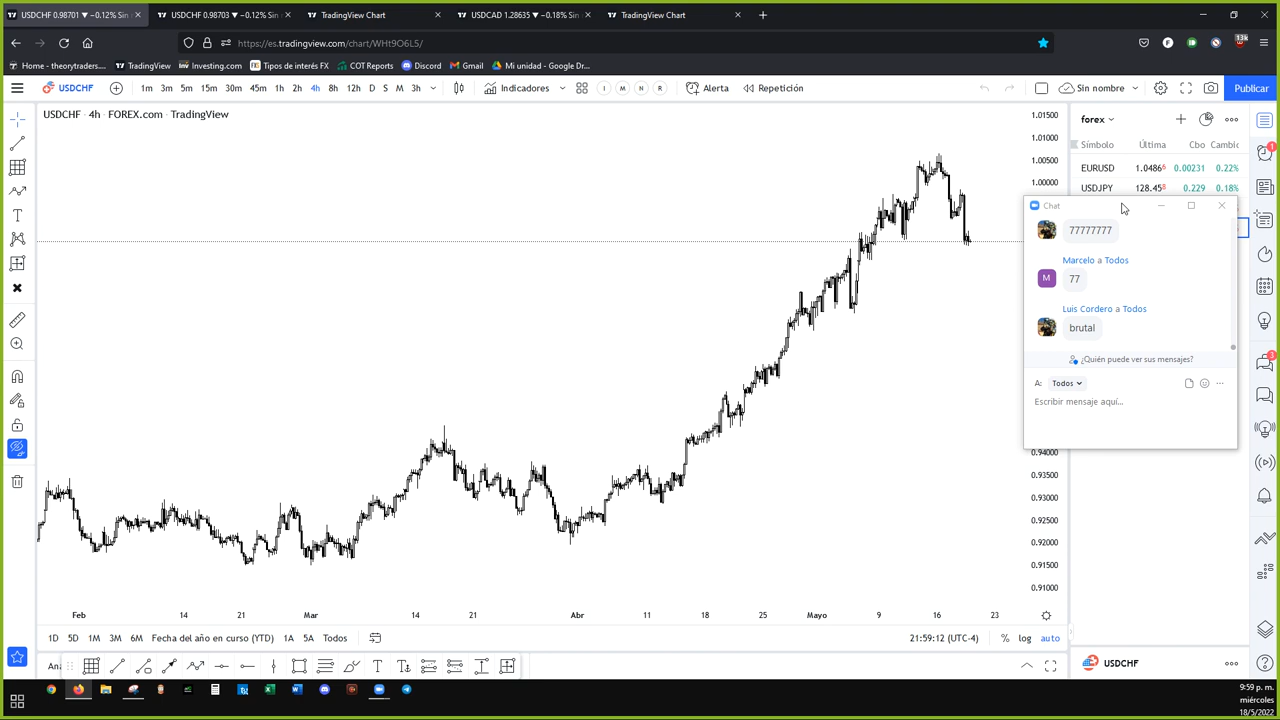 USDCHF 0.98701 ▼ −0.12% Sin
USDCHF 0.98703 ▼ −0.12% Sin
TradingView Chart
USDCAD 1.28635 ▼ −0.18% Sin
TradingView Chart
https://es.tradingview.com/chart/WHt9O6L5/
13k
Home - theorytraders....
TradingView
Investing.com
Tipos de interés FX
COT Reports
Discord
Gmail
Mi unidad - Google Dr...
USDCHF
1m 3m 5m 15m 30m 45m 1h 2h 4h 8h 12h D S M 3h
Indicadores
I M N R
Alerta
Repetición
Sin nombre
Publicar
USDCHF · 4h · FOREX.com · TradingView
forex
Símbolo Última Cbo Cambio
EURUSD 1.0486⁶ 0.00231 0.22%
USDJPY 128.45⁸ 0.229 0.18%
1.01500
1.01000
1.00500
1.00000
0.94000
0.93500
0.93000
0.92500
0.92000
0.91500
0.91000
Chat
77777777
Marcelo a Todos
M
77
Luis Cordero a Todos
brutal
¿Quién puede ver sus mensajes?
A: Todos
Escribir mensaje aquí...
1
3
Feb 14 21 Mar 14 21 Abr 11 18 25 Mayo 9 16 23
1D 5D 1M 3M 6M Fecha del año en curso (YTD) 1A 5A Todos
21:59:12 (UTC-4) % log auto
USDCHF
9:59 p. m.
miércoles
18/5/2022